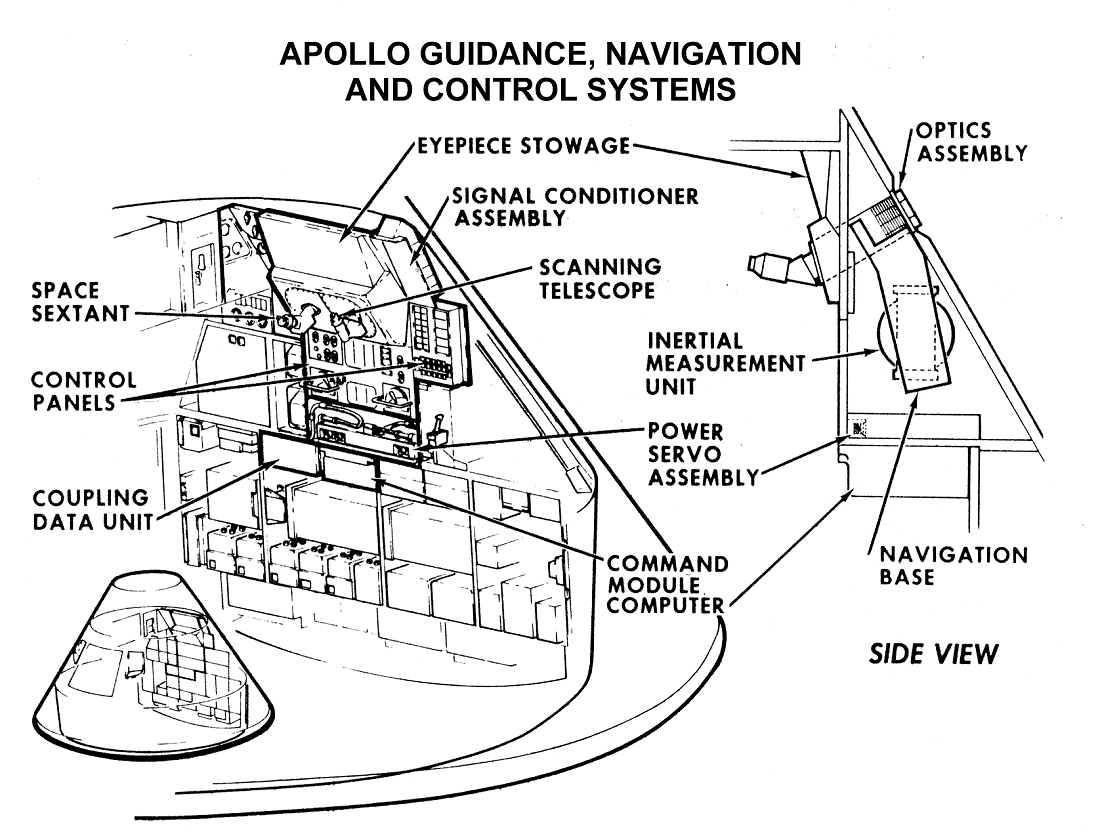 APOLLO GUIDANCE, NAVIGATION
AND CONTROL SYSTEMS
EYEPIECE STOWAGE
OPTICS
ASSEMBLY
SIGNAL CONDITIONER
ASSEMBLY
SCANNING
TELESCOPE
SPACE
SEXTANT
INERTIAL
MEASUREMENT
UNIT
CONTROL
PANELS
POWER
SERVO
ASSEMBLY
COUPLING
DATA UNIT
COMMAND
MODULE
COMPUTER
NAVIGATION
BASE
SIDE VIEW